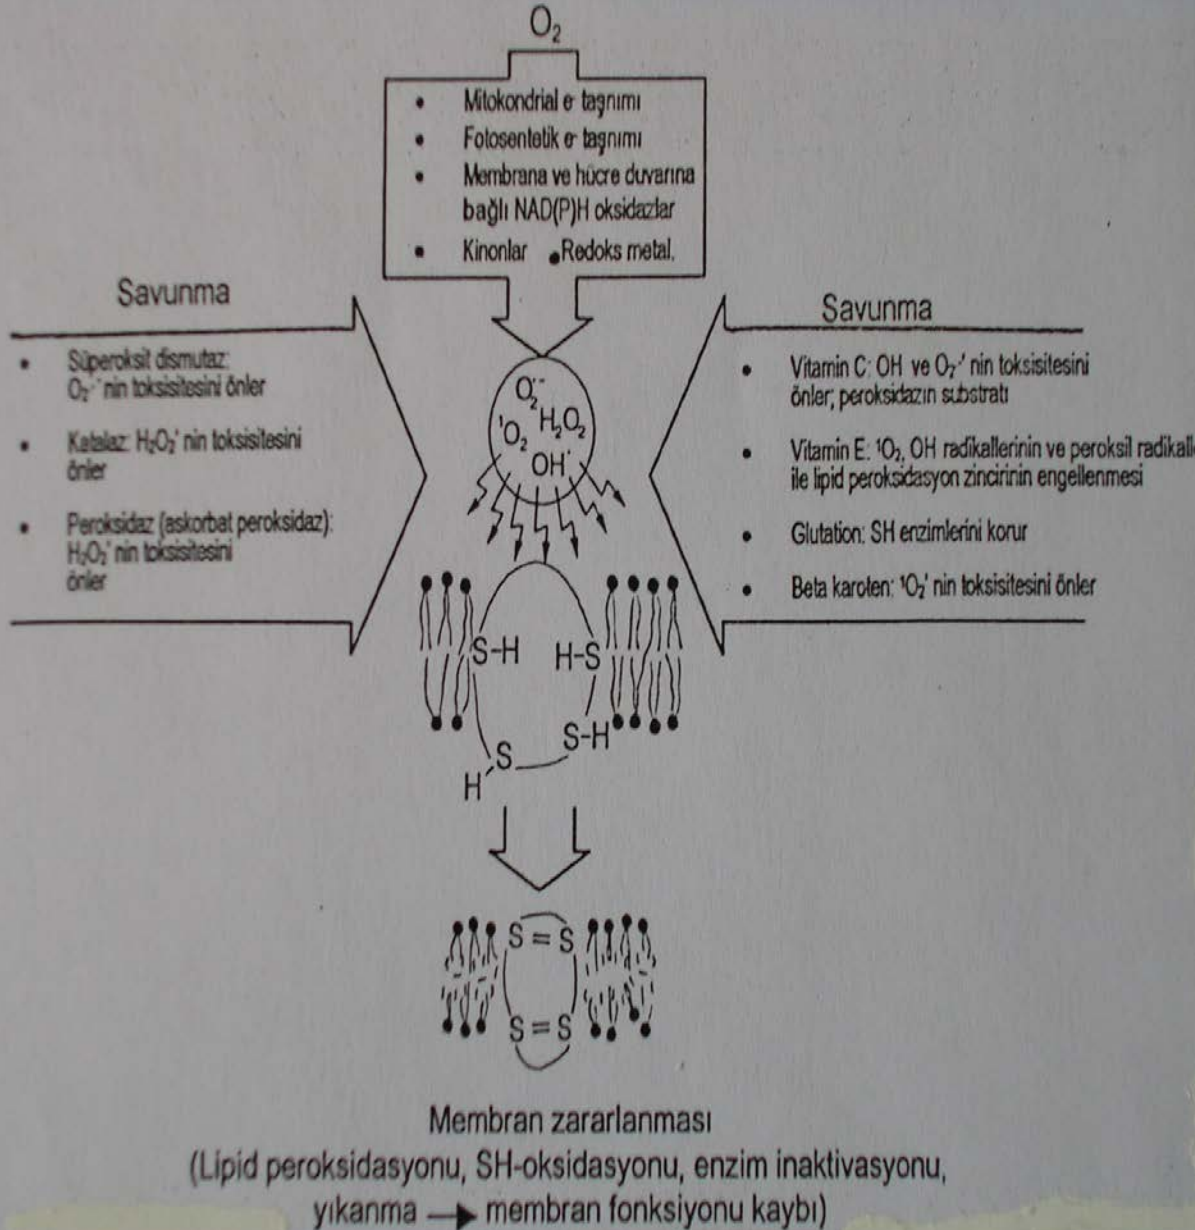 O₂
• Mitokondrial e⁻ taşnımı
• Fotosentetik e⁻ taşnımı
• Membrana ve hücre duvarına
bağlı NAD(P)H oksidazlar
• Kinonlar •Redoks metal.
Savunma
• Süperoksit dismutaz:
O₂·⁻' nin toksisitesini önler
• Katalaz: H₂O₂' nin toksisitesini
önler
• Peroksidaz (askorbat peroksidaz):
H₂O₂' nin toksisitesini
önler
O₂·⁻
¹O₂ H₂O₂
OH·
Savunma
• Vitamin C: OH ve O₂·' nin toksisitesini
önler; peroksidazın substratı
• Vitamin E: ¹O₂, OH radikallerinin ve peroksil radikall
ile lipid peroksidasyon zincirinin engellenmesi
• Glutation: SH enzimlerini korur
• Beta karoten: ¹O₂' nin toksisitesini önler
S-H H-S
S-H
S
H
S = S
S = S
Membran zararlanması
(Lipid peroksidasyonu, SH-oksidasyonu, enzim inaktivasyonu,
yıkanma → membran fonksiyonu kaybı)